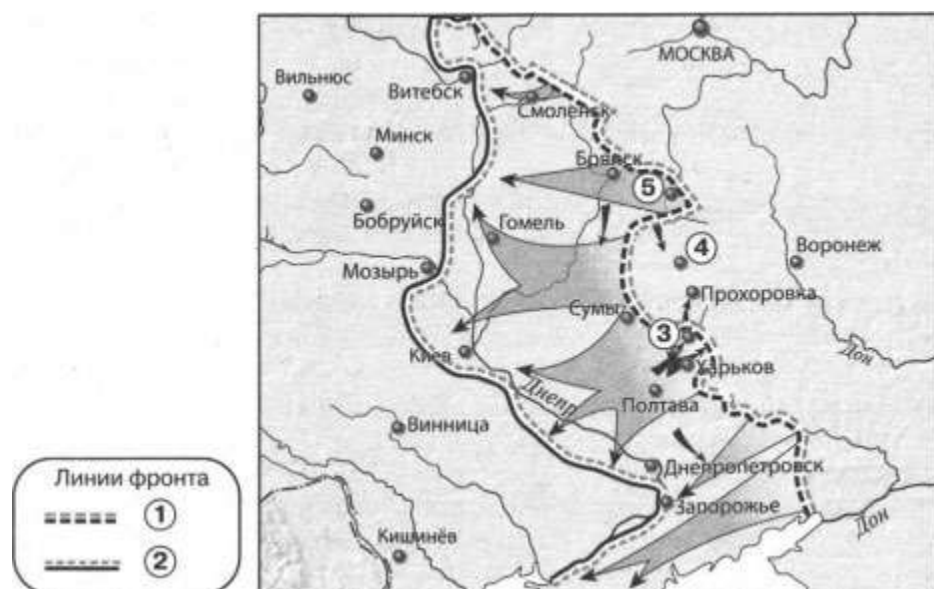 МОСКВА
Вильнюс
Витебск
Смоленск
Минск
Брянск
5
Бобруйск
Гомель
4
Воронеж
Мозырь
Прохоровка
Сумы
3
Киев
Харьков
Дон
Днепр
Полтава
Винница
Днепропетровск
Запорожье
Дон
Кишинёв
Линии фронта
1
2